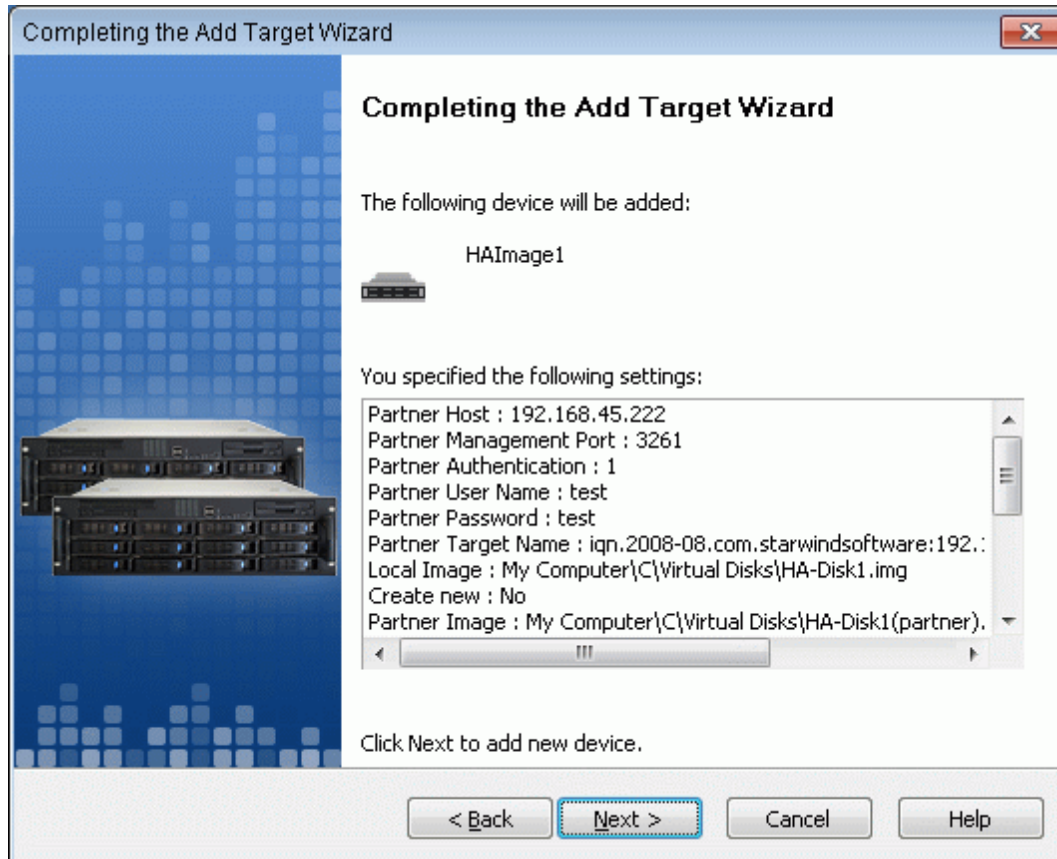 Completing the Add Target Wizard
Completing the Add Target Wizard
The following device will be added:
HAImage1
You specified the following settings:
Partner Host : 192.168.45.222
Partner Management Port : 3261
Partner Authentication : 1
Partner User Name : test
Partner Password : test
Partner Target Name : iqn.2008-08.com.starwindsoftware:192.:
Local Image : My Computer\C\Virtual Disks\HA-Disk1.img
Create new : No
Partner Image : My Computer\C\Virtual Disks\HA-Disk1(partner).
Click Next to add new device.
< Back
Next >
Cancel
Help